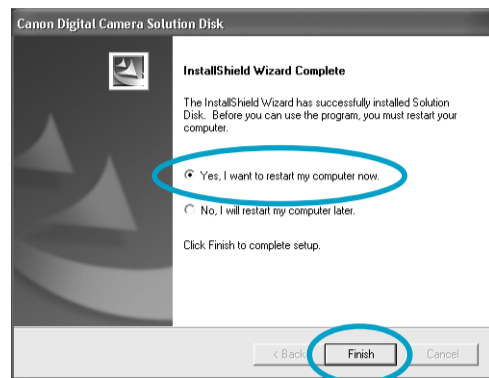 Canon Digital Camera Solution Disk
InstallShield Wizard Complete
The InstallShield Wizard has successfully installed Solution
Disk. Before you can use the program, you must restart your
computer.
Yes, I want to restart my computer now.
No, I will restart my computer later.
Click Finish to complete setup.
< Back Finish Cancel